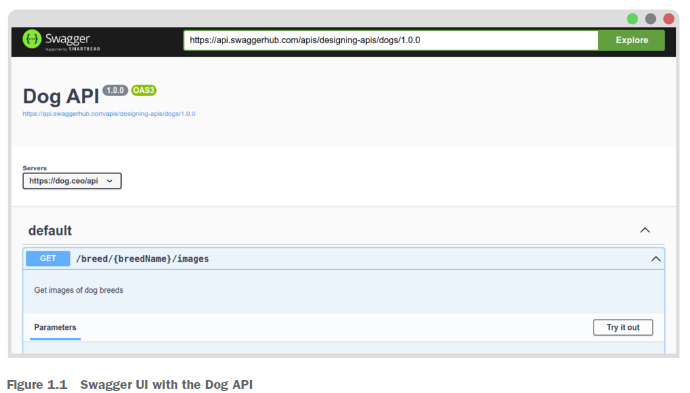 Swagger
Supported by SMARTBEAR
https://api.swaggerhub.com/apis/designing-apis/dogs/1.0.0
Explore
Dog API 1.0.0 OAS3
https://api.swaggerhub.com/apis/designing-apis/dogs/1.0.0
Servers
https://dog.ceo/api
default
GET /breed/{breedName}/images
Get images of dog breeds
Parameters
Try it out
Figure 1.1 Swagger UI with the Dog API